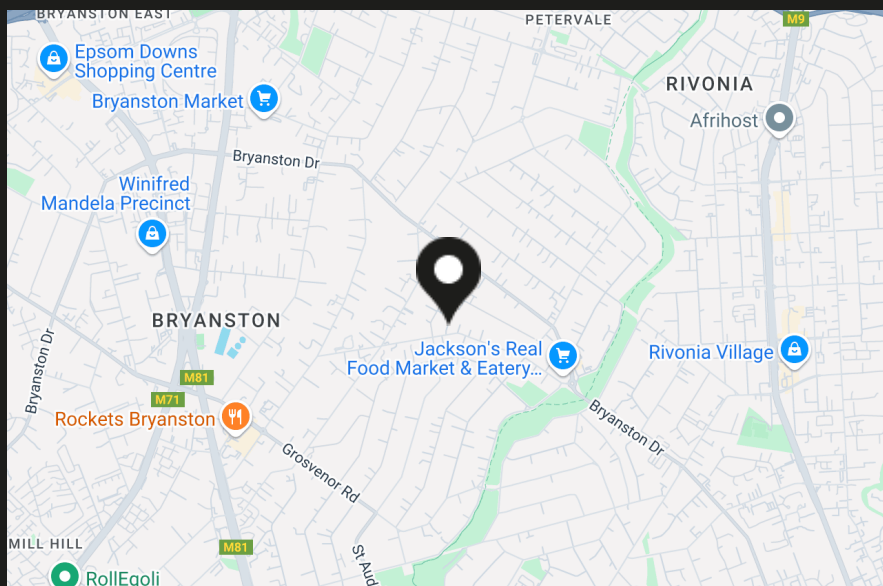 BRYANSTON EAST
PETERVALE
M9
Epsom Downs
Shopping Centre
RIVONIA
Bryanston Market
Afrihost
Bryanston Dr
Winifred
Mandela Precinct
BRYANSTON
Jackson's Real
Food Market & Eatery...
Rivonia Village
Bryanston Dr
M81
M71
Rockets Bryanston
Bryanston Dr
Grosvenor Rd
MILL HILL
M81
St Aud
RollEgoli